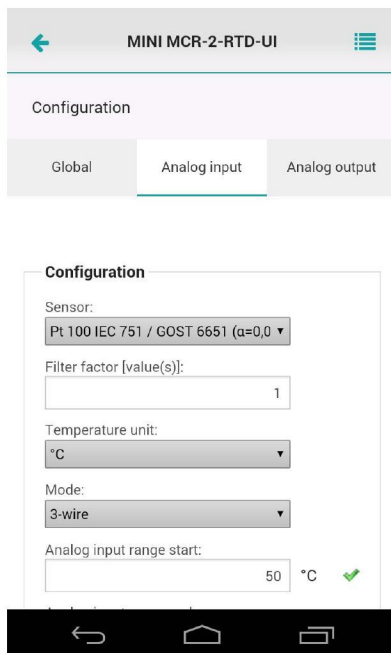 MINI MCR-2-RTD-UI
Configuration
Global Analog input Analog output
Configuration
Sensor:
Pt 100 IEC 751 / GOST 6651 (α=0,0
Filter factor [value(s)]:
1
Temperature unit:
°C
Mode:
3-wire
Analog input range start:
50 °C